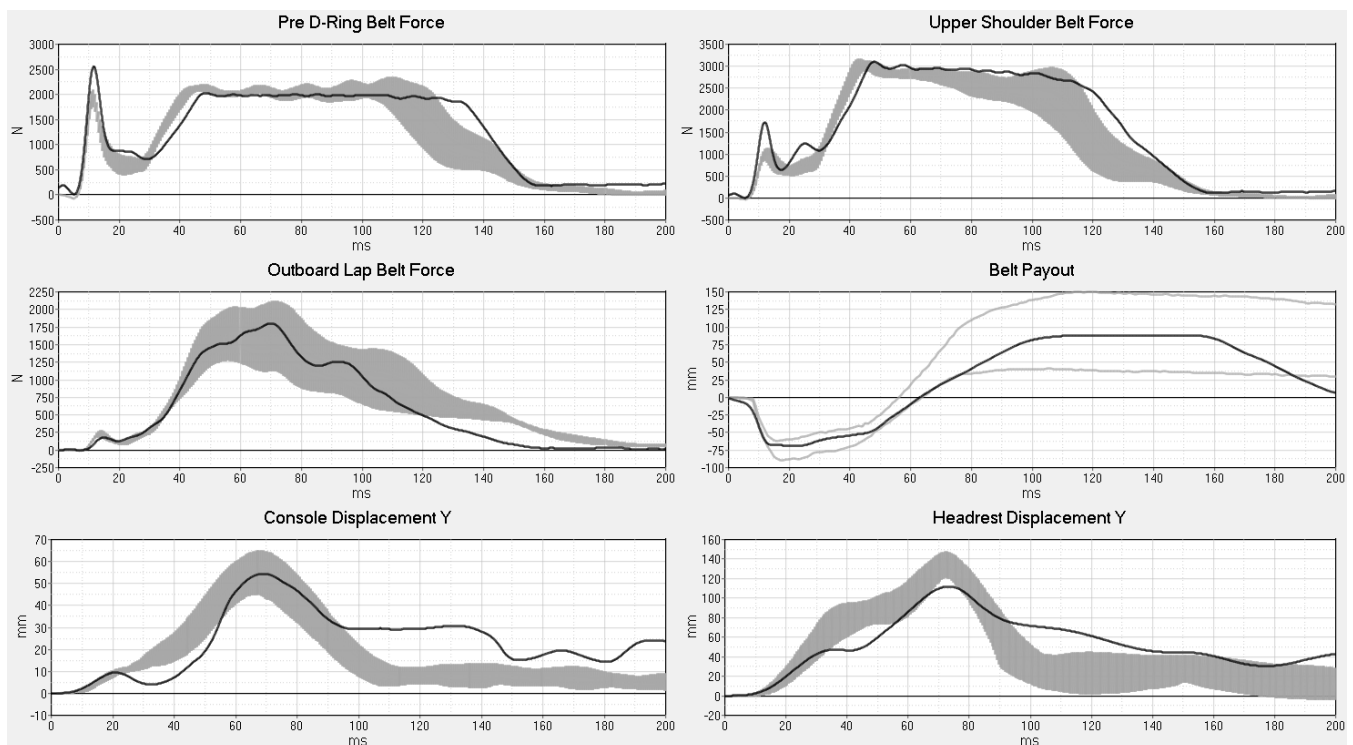 Pre D-Ring Belt Force
3000
2500
2000
1500
1000
500
0
-500
N
0 20 40 60 80 100 120 140 160 180 200
ms
Upper Shoulder Belt Force
3500
3000
2500
2000
1500
1000
500
0
-500
N
0 20 40 60 80 100 120 140 160 180 200
ms
Outboard Lap Belt Force
2250
2000
1750
1500
1250
1000
750
500
250
0
-250
N
0 20 40 60 80 100 120 140 160 180 200
ms
Belt Payout
150
125
100
75
50
25
0
-25
-50
-75
-100
mm
0 20 40 60 80 100 120 140 160 180 200
ms
Console Displacement Y
70
60
50
40
30
20
10
0
-10
mm
0 20 40 60 80 100 120 140 160 180 200
ms
Headrest Displacement Y
160
140
120
100
80
60
40
20
0
-20
mm
0 20 40 60 80 100 120 140 160 180 200
ms